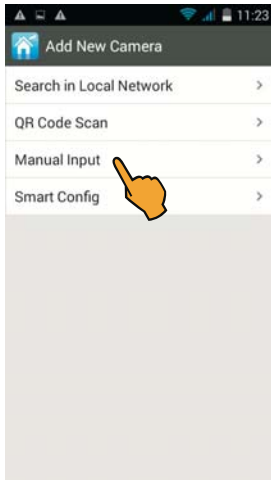 11:23
Add New Camera
Search in Local Network
QR Code Scan
Manual Input
Smart Config